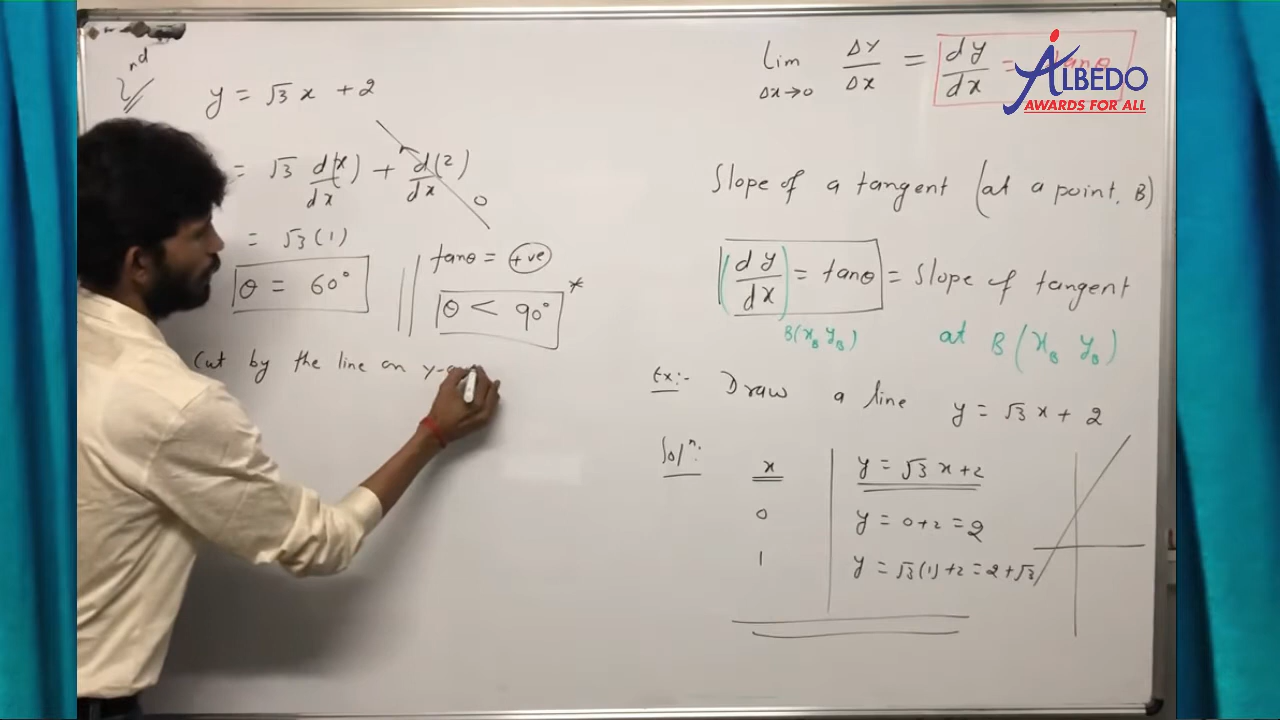 nd
y = √3 x + 2
= √3 d(x)/dx + d(2)/dx 0
= √3 (1)
θ = 60°
tanθ = +ve
θ < 90° *
Cut by the line on y-
Lim Δx→0 Δy/Δx = dy/dx = tanθ
ALBEDO
AWARDS FOR ALL
Slope of a tangent (at a point, B)
(dy/dx) B(x_B y_B) = tanθ = Slope of tangent
at B (x_B y_B)
Ex:- Draw a line y = √3 x + 2
Solⁿ:
x y = √3 x + 2
0 y = 0 + 2 = 2
1 y = √3 (1) + 2 = 2 + √3